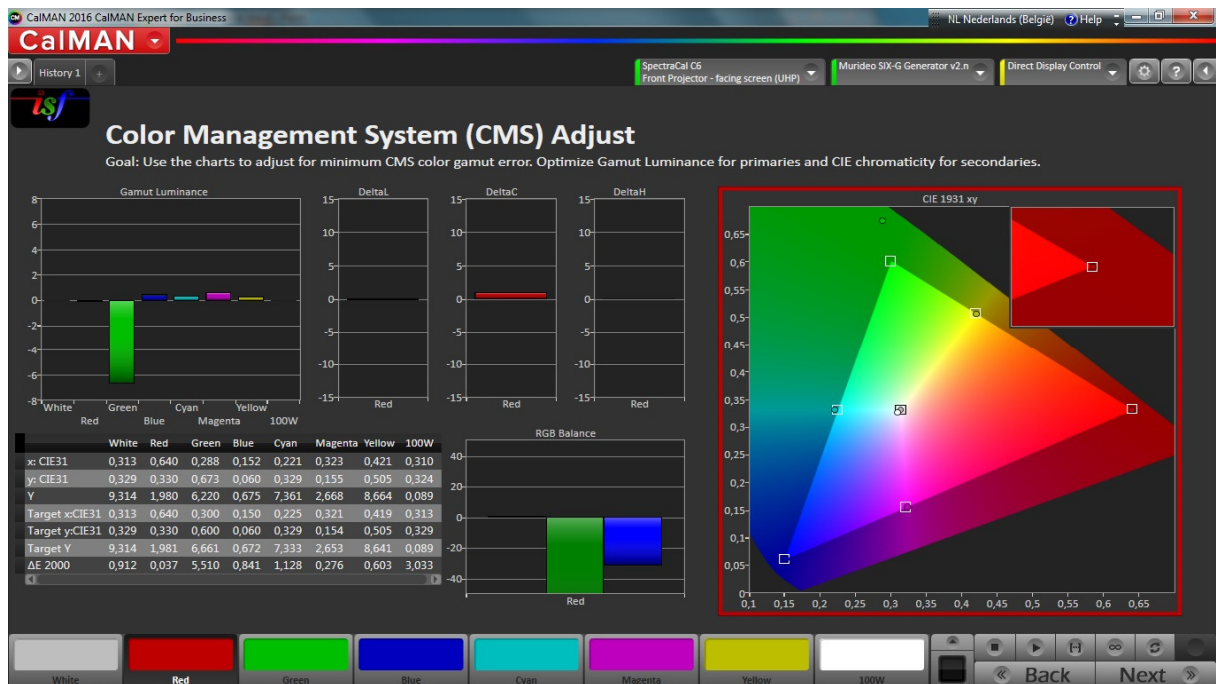 CalMAN 2016 CalMAN Expert for Business
NL Nederlands (België) ? Help
CalMAN
History 1 +
SpectraCal C6
Front Projector - facing screen (UHP)
Murideo SIX-G Generator v2.n
Direct Display Control
?
isf
Color Management System (CMS) Adjust
Goal: Use the charts to adjust for minimum CMS color gamut error. Optimize Gamut Luminance for primaries and CIE chromaticity for secondaries.
Gamut Luminance
8
6
4
2
0
-2
-4
-6
-8
White Green Cyan Yellow
Red Blue Magenta 100W
DeltaL
15
10
5
0
-5
-10
-15
Red
DeltaC
15
10
5
0
-5
-10
-15
Red
DeltaH
15
10
5
0
-5
-10
-15
Red
CIE 1931 xy
0,65
0,6
0,55
0,5
0,45
0,4
0,35
0,3
0,25
0,2
0,15
0,1
0,05
0
0,1 0,15 0,2 0,25 0,3 0,35 0,4 0,45 0,5 0,55 0,6 0,65
White Red Green Blue Cyan Magenta Yellow 100W
x: CIE31 0,313 0,640 0,288 0,152 0,221 0,323 0,421 0,310
y: CIE31 0,329 0,330 0,673 0,060 0,329 0,155 0,505 0,324
Y 9,314 1,980 6,220 0,675 7,361 2,668 8,664 0,089
Target x:CIE31 0,313 0,640 0,300 0,150 0,225 0,321 0,419 0,313
Target y:CIE31 0,329 0,330 0,600 0,060 0,329 0,154 0,505 0,329
Target Y 9,314 1,981 6,661 0,672 7,333 2,653 8,641 0,089
ΔE 2000 0,912 0,037 5,510 0,841 1,128 0,276 0,603 3,033
RGB Balance
40
20
0
-20
-40
Red
White Red Green Blue Cyan Magenta Yellow 100W
« Back Next »